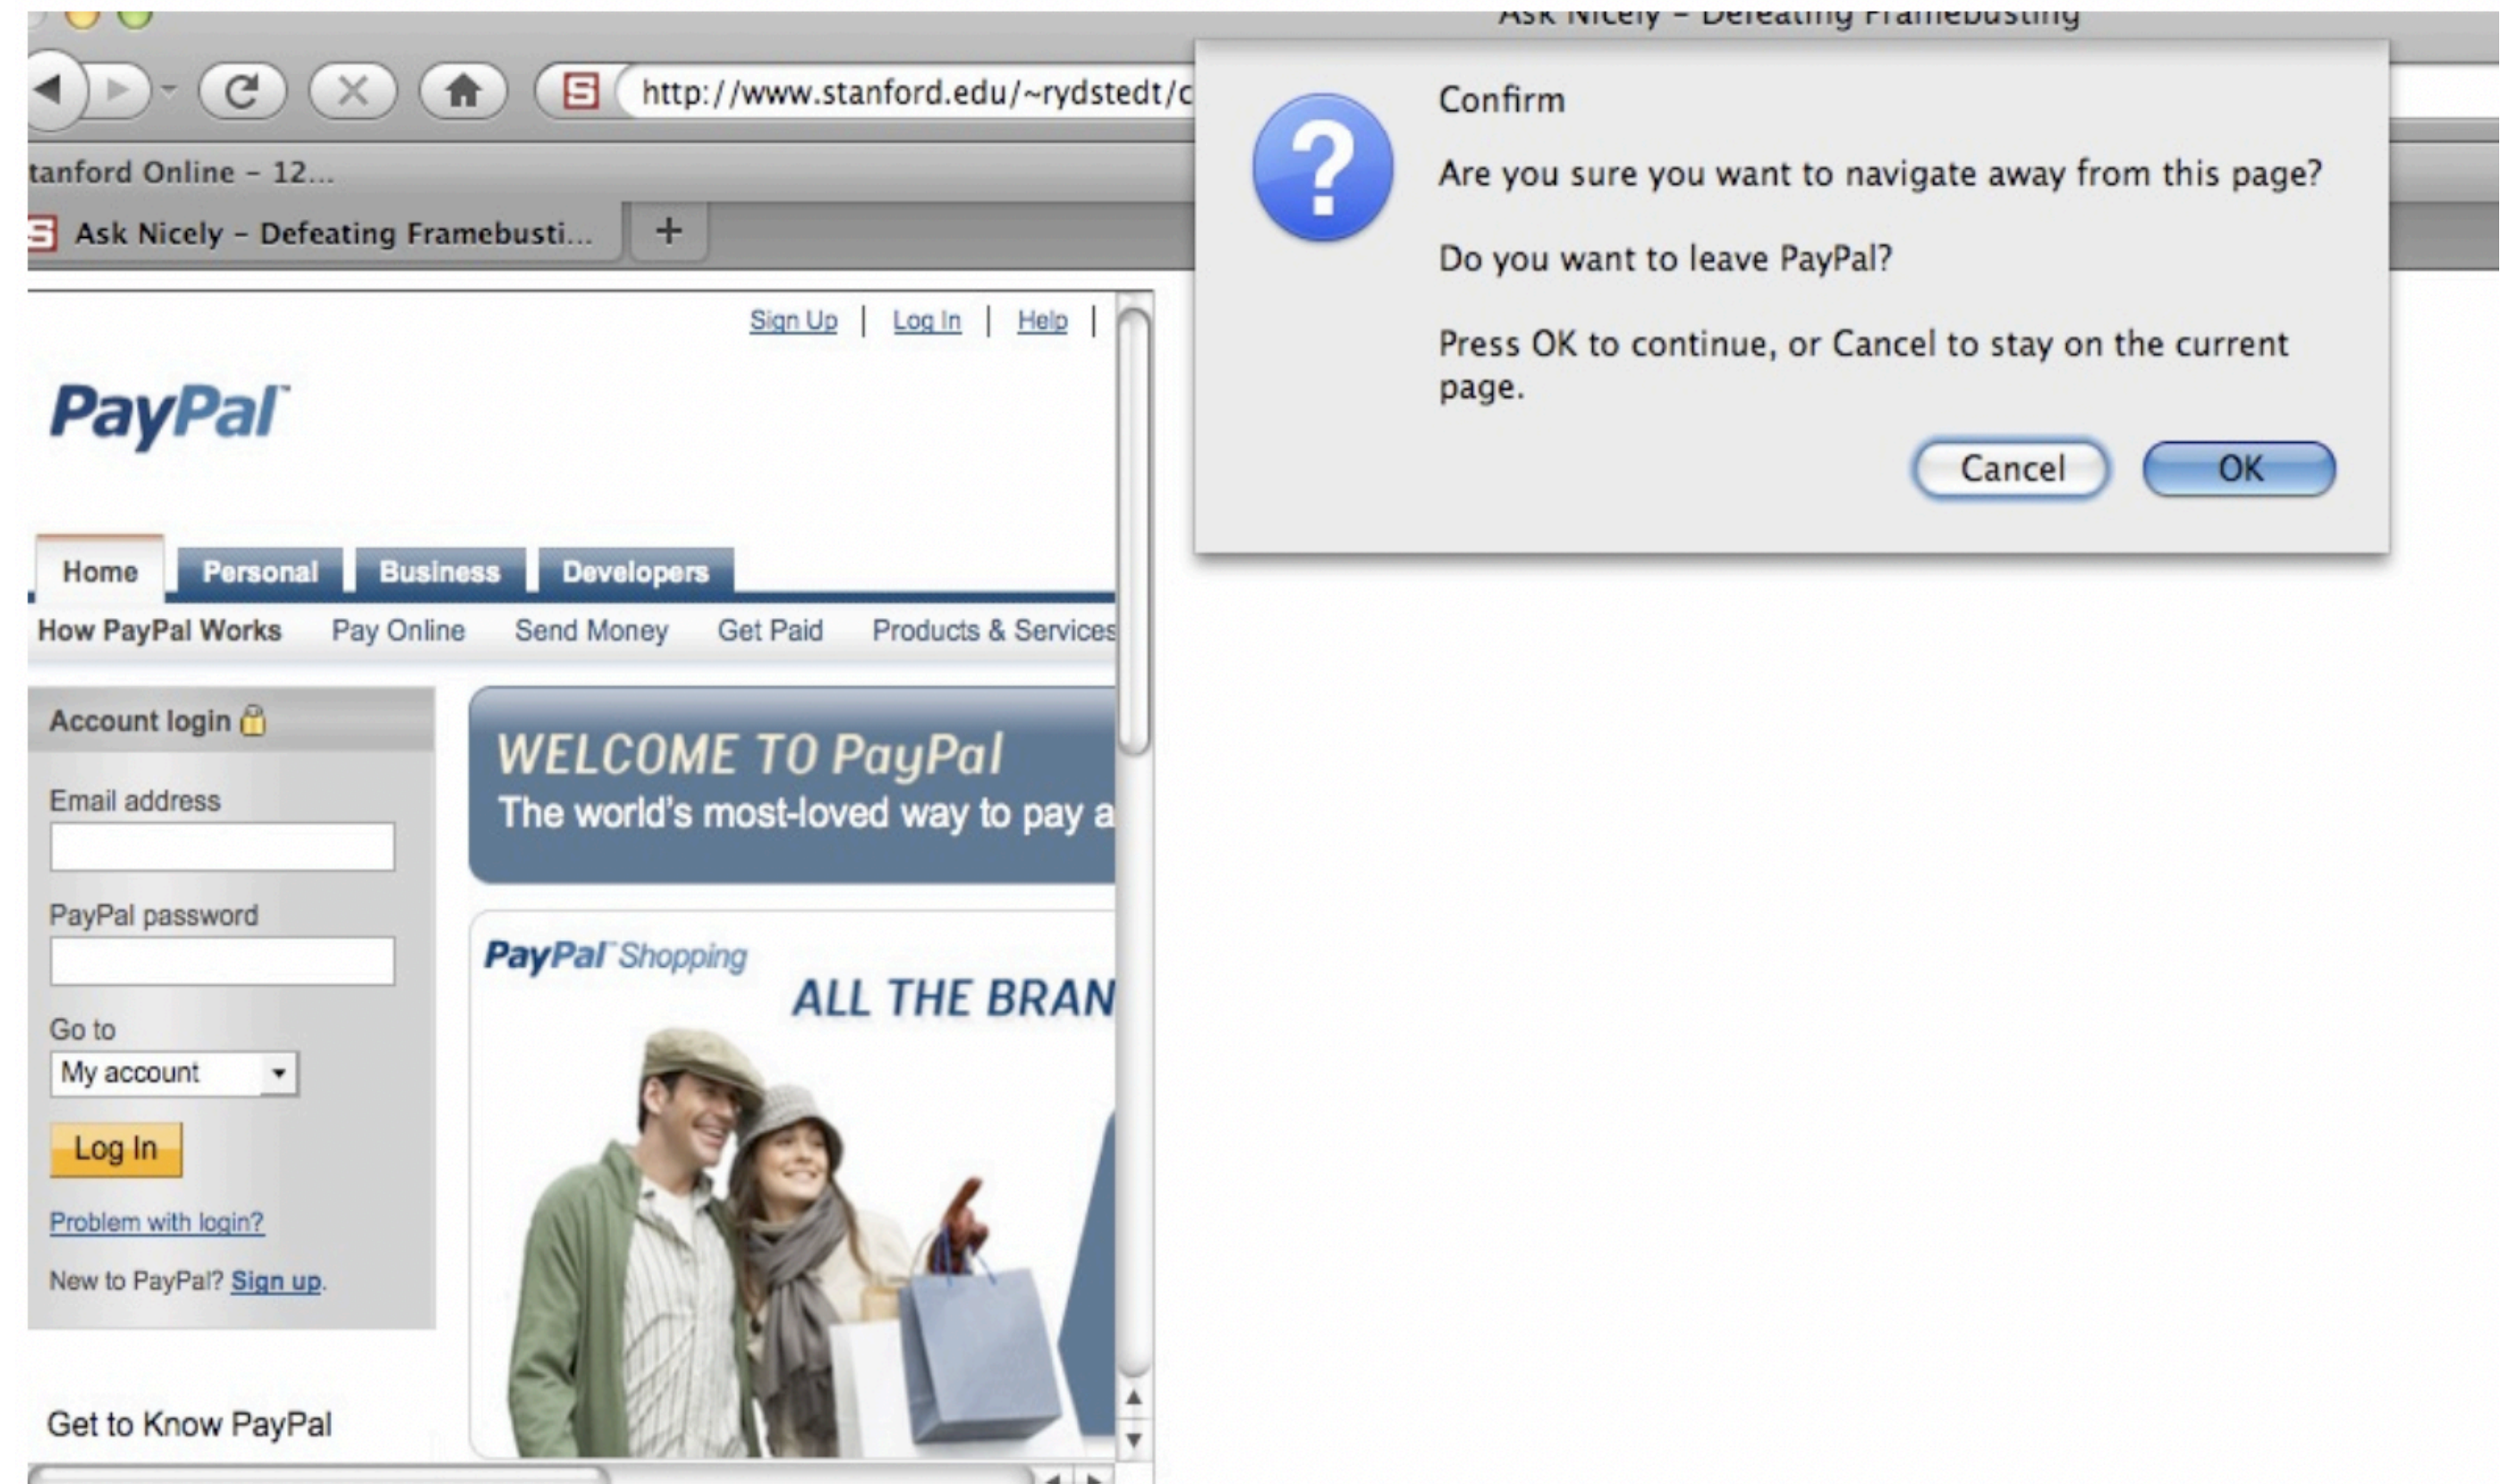 Ask Nicely – Defeating Framebusting
http://www.stanford.edu/~rydstedt/c
tanford Online – 12...
Ask Nicely – Defeating Framebusti...
+
Confirm
Are you sure you want to navigate away from this page?
Do you want to leave PayPal?
Press OK to continue, or Cancel to stay on the current
page.
Cancel OK
Sign Up | Log In | Help |
PayPal™
Home Personal Business Developers
How PayPal Works Pay Online Send Money Get Paid Products & Services
Account login
Email address
PayPal password
Go to
My account
Log In
Problem with login?
New to PayPal? Sign up.
WELCOME TO PayPal
The world's most-loved way to pay a
PayPal™ Shopping
ALL THE BRAN
Get to Know PayPal